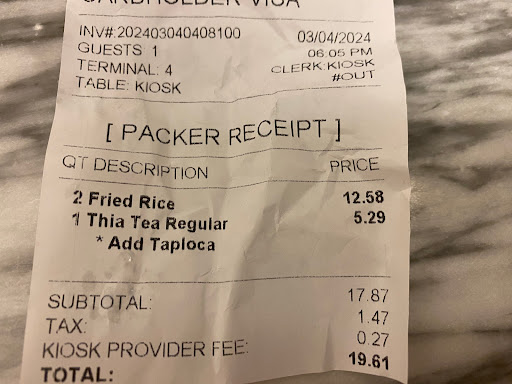 CARDHOLDER VISA
INV#:202403040408100 03/04/2024
GUESTS 1 06:05 PM
TERMINAL: 4 CLERK:KIOSK
TABLE: KIOSK #OUT
[ PACKER RECEIPT ]
QT DESCRIPTION PRICE
2 Fried Rice 12.58
1 Thia Tea Regular 5.29
* Add Taploca
SUBTOTAL: 17.87
TAX: 1.47
KIOSK PROVIDER FEE: 0.27
TOTAL: 19.61